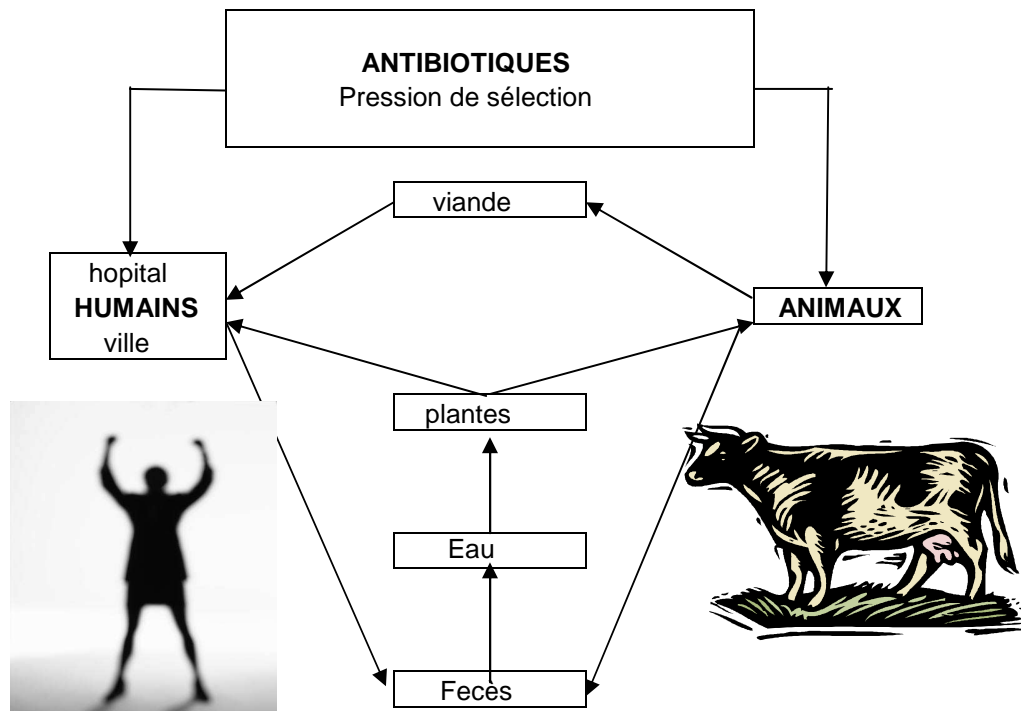 ANTIBIOTIQUES
Pression de sélection
viande
hopital
HUMAINS
ville
ANIMAUX
plantes
Eau
Feces